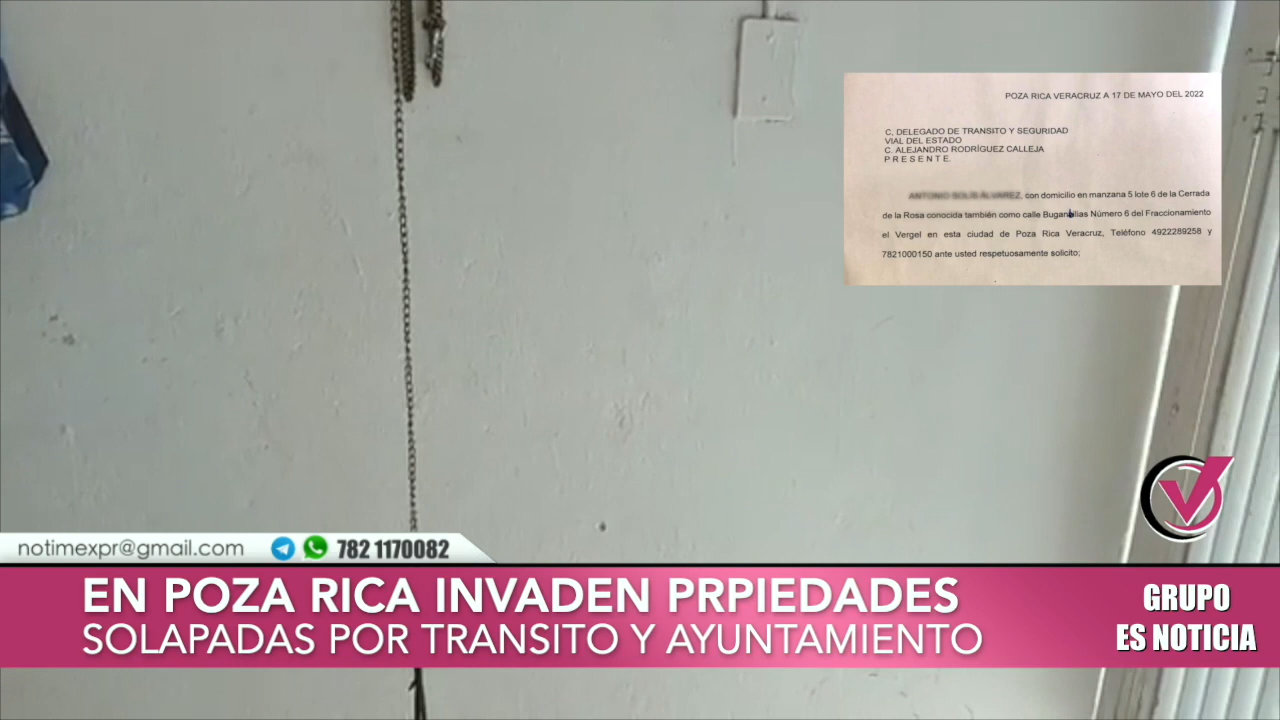 POZA RICA VERACRUZ A 17 DE MAYO DEL 2022
C, DELEGADO DE TRANSITO Y SEGURIDAD
VIAL DEL ESTADO
C. ALEJANDRO RODRÍGUEZ CALLEJA
P R E S E N T E.
, con domicilio en manzana 5 lote 6 de la Cerrada
de la Rosa conocida también como calle Bugambilias Número 6 del Fraccionamiento
el Vergel en esta ciudad de Poza Rica Veracruz, Teléfono 4922289258 y
7821000150 ante usted respetuosamente solicito;
notimexpr@gmail.com 782 1170082
EN POZA RICA INVADEN PRPIEDADES
SOLAPADAS POR TRANSITO Y AYUNTAMIENTO
GRUPO
ES NOTICIA